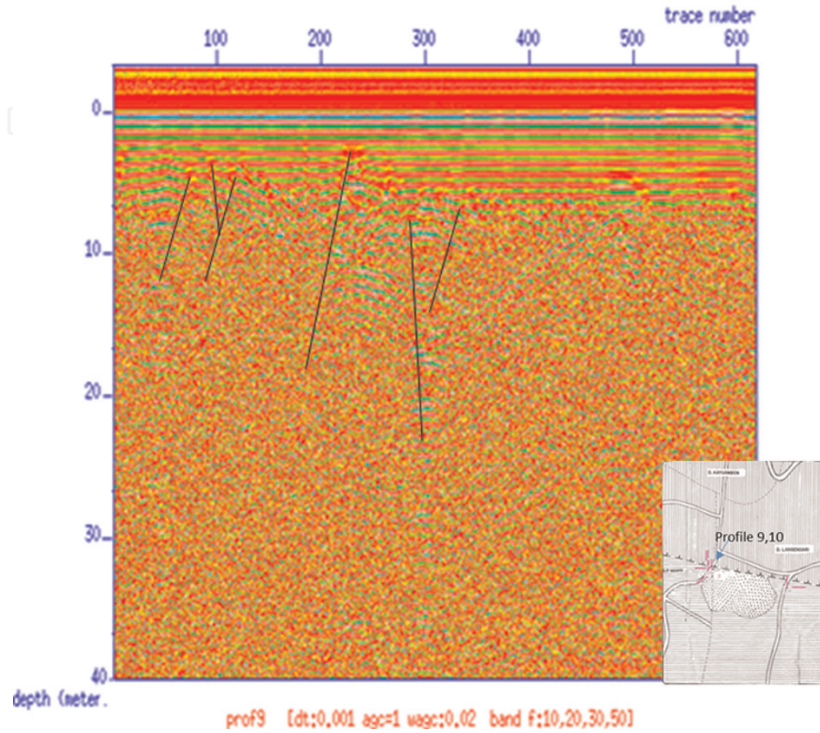 trace number
100 200 300 400 500 600
0
10
20
30
40
depth (meter.
Profile 9,10
prof9 [dt:0.001 agc=1 wagc:0.02 band f:10,20,30,50]